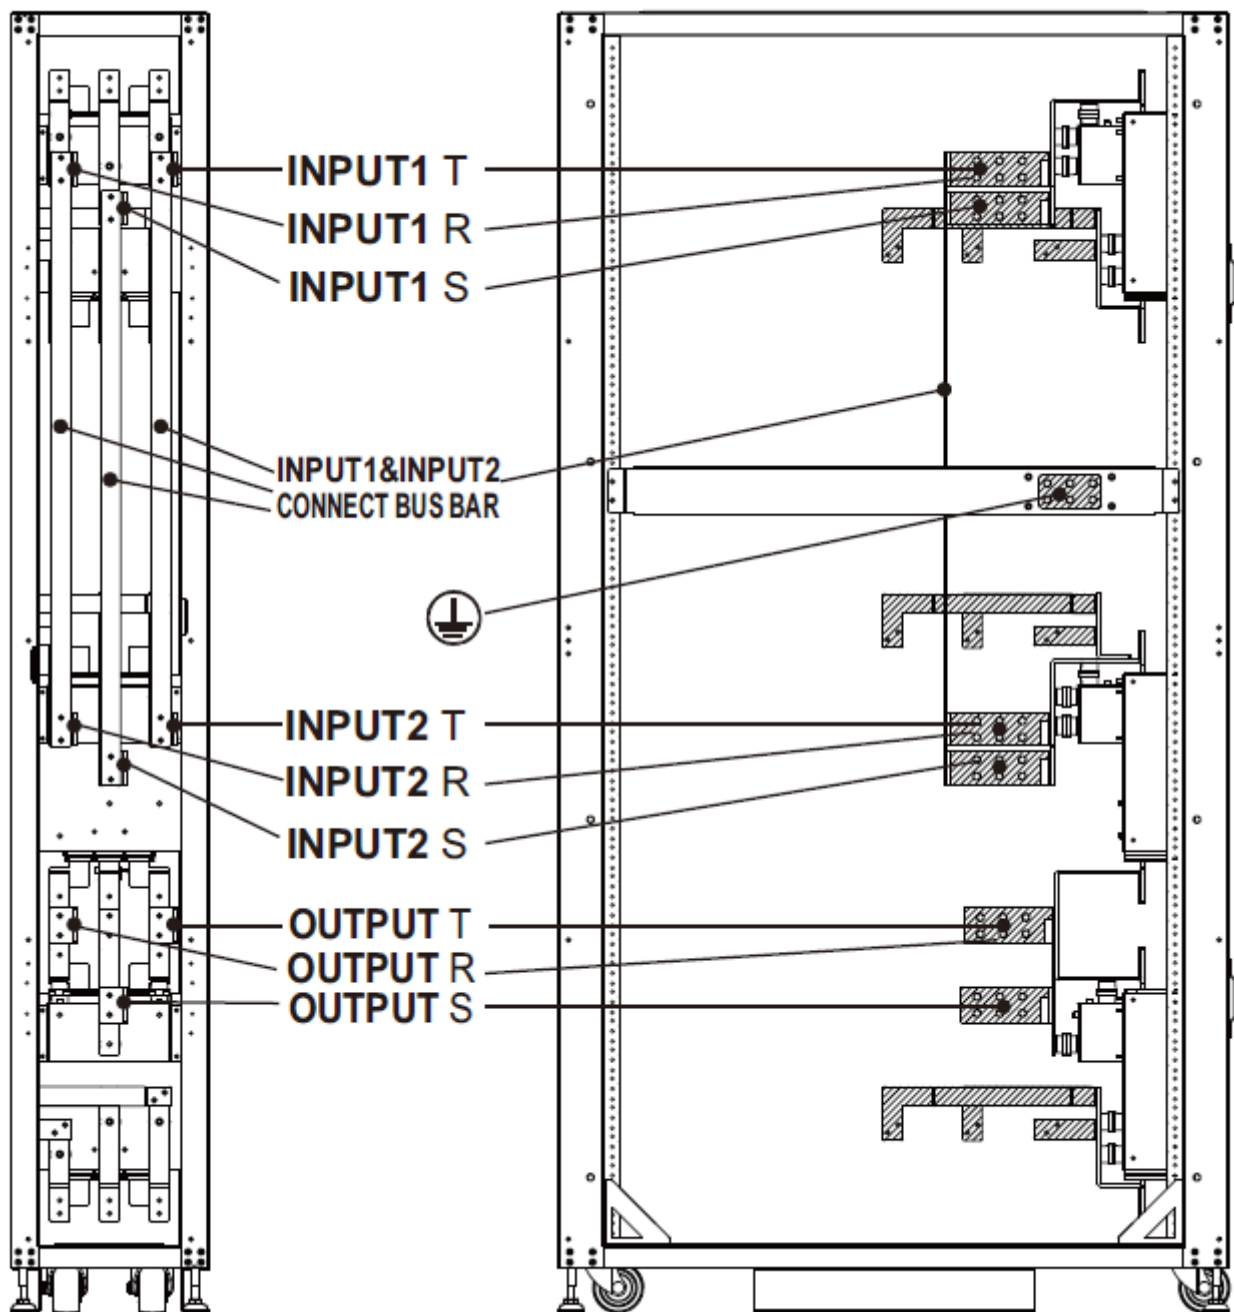 INPUT1 T
INPUT1 R
INPUT1 S
INPUT1&INPUT2
CONNECT BUS BAR
INPUT2 T
INPUT2 R
INPUT2 S
OUTPUT T
OUTPUT R
OUTPUT S